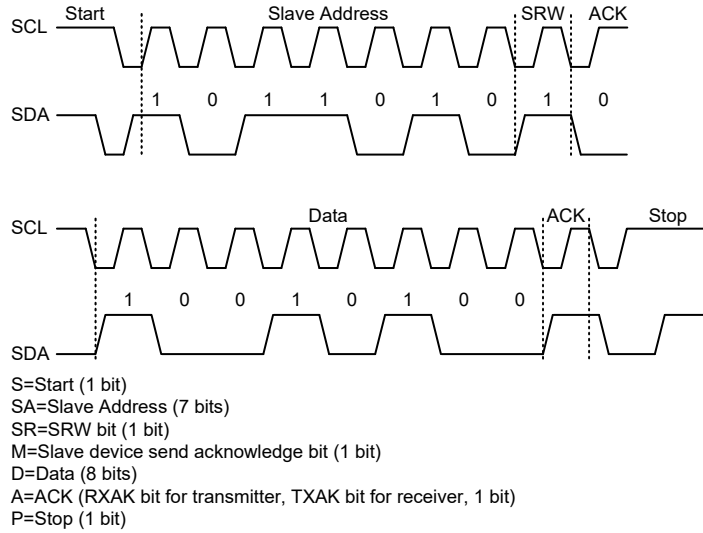 Start Slave Address SRW ACK
SCL
1 0 1 1 0 1 0 1 0
SDA
Data ACK Stop
SCL
1 0 0 1 0 1 0 0
SDA
S=Start (1 bit)
SA=Slave Address (7 bits)
SR=SRW bit (1 bit)
M=Slave device send acknowledge bit (1 bit)
D=Data (8 bits)
A=ACK (RXAK bit for transmitter, TXAK bit for receiver, 1 bit)
P=Stop (1 bit)